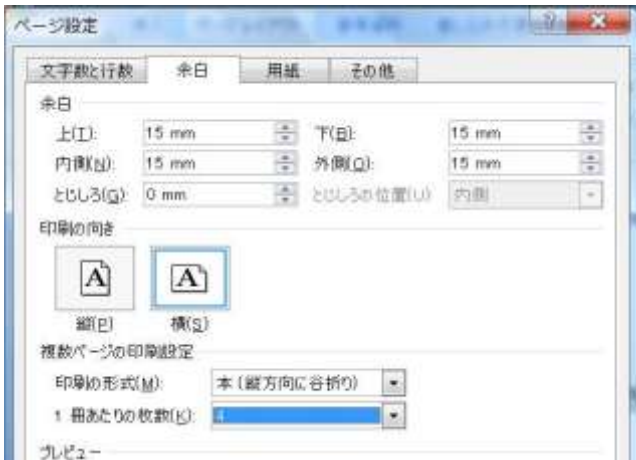 ページ設定
文字数と行数 余白 用紙 その他
余白
上(T): 15 mm 下(B): 15 mm
内側(N): 15 mm 外側(O): 15 mm
とじしろ(G): 0 mm とじしろの位置(U) 内側
印刷の向き
A A
縦(P) 横(S)
複数ページの印刷設定
印刷の形式(M): 本 (縦方向に谷折り)
1 冊あたりの枚数(K): 4
プレビュー